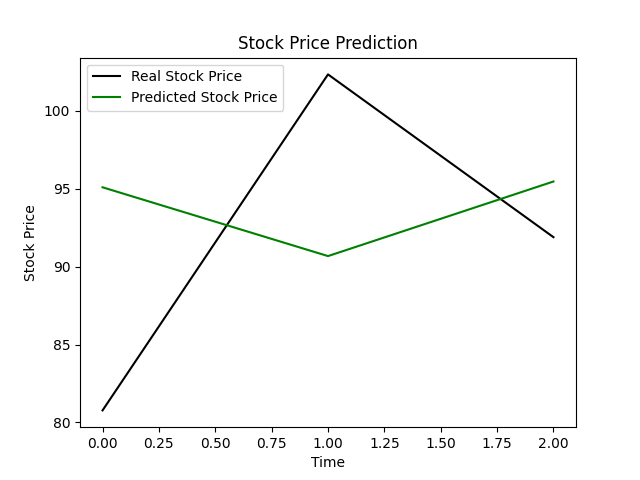 Stock Price Prediction
Real Stock Price
Predicted Stock Price
Stock Price
100
95
90
85
80
0.00 0.25 0.50 0.75 1.00 1.25 1.50 1.75 2.00
Time